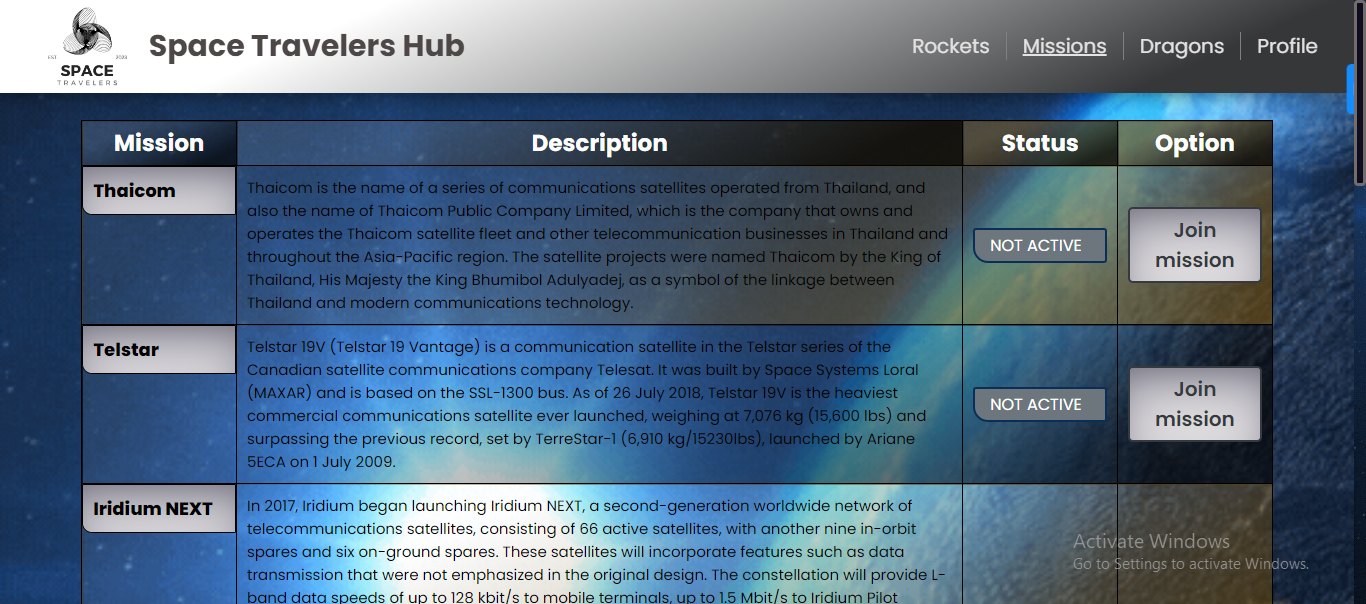 EST 2023
SPACE
TRAVELERS
Space Travelers Hub
Rockets
Missions
Dragons
Profile
Mission
Description
Status
Option
Thaicom
Thaicom is the name of a series of communications satellites operated from Thailand, and
also the name of Thaicom Public Company Limited, which is the company that owns and
operates the Thaicom satellite fleet and other telecommunication businesses in Thailand and
throughout the Asia-Pacific region. The satellite projects were named Thaicom by the King of
Thailand, His Majesty the King Bhumibol Adulyadej, as a symbol of the linkage between
Thailand and modern communications technology.
NOT ACTIVE
Join
mission
Telstar
Telstar 19V (Telstar 19 Vantage) is a communication satellite in the Telstar series of the
Canadian satellite communications company Telesat. It was built by Space Systems Loral
(MAXAR) and is based on the SSL-1300 bus. As of 26 July 2018, Telstar 19V is the heaviest
commercial communications satellite ever launched, weighing at 7,076 kg (15,600 lbs) and
surpassing the previous record, set by TerreStar-1 (6,910 kg/15230lbs), launched by Ariane
5ECA on 1 July 2009.
NOT ACTIVE
Join
mission
Iridium NEXT
In 2017, Iridium began launching Iridium NEXT, a second-generation worldwide network of
telecommunications satellites, consisting of 66 active satellites, with another nine in-orbit
spares and six on-ground spares. These satellites will incorporate features such as data
transmission that were not emphasized in the original design. The constellation will provide L-
band data speeds of up to 128 kbit/s to mobile terminals, up to 1.5 Mbit/s to Iridium Pilot
Activate Windows
Go to Settings to activate Windows.